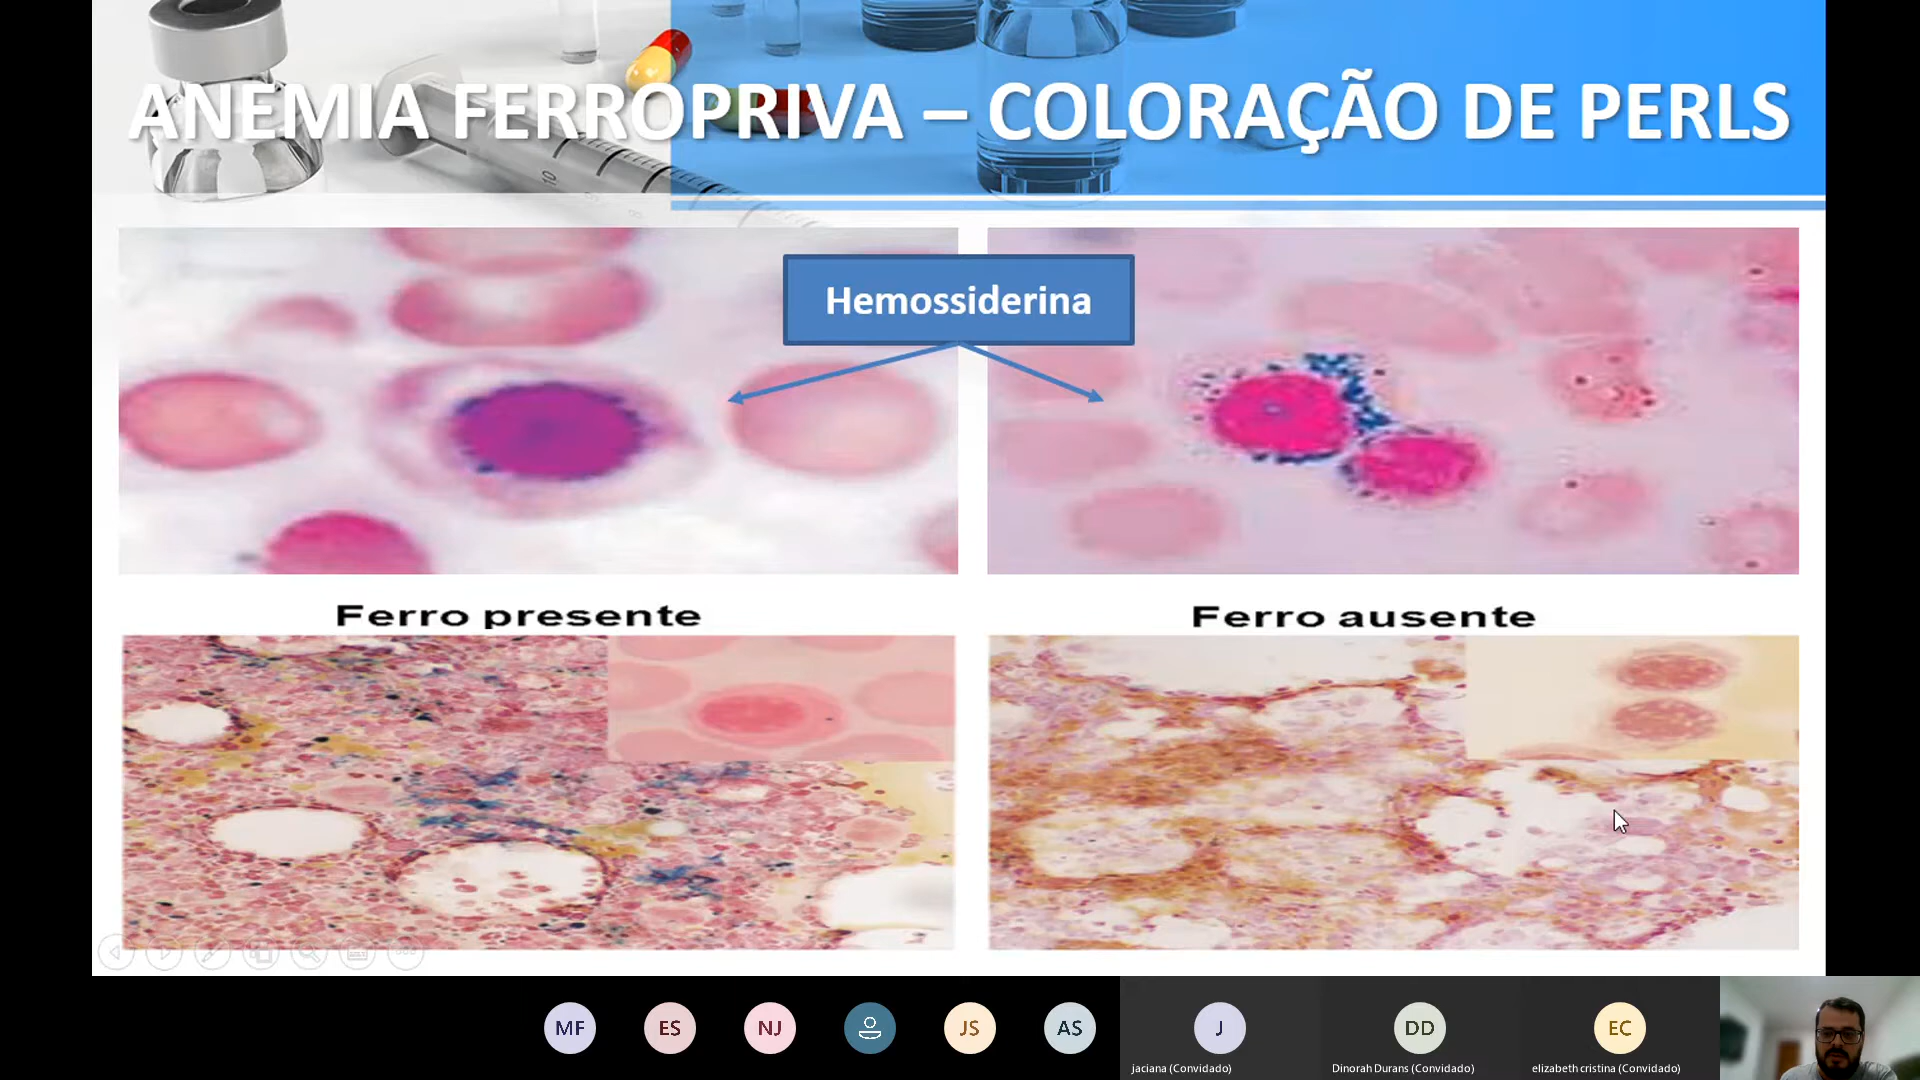 ANEMIA FERROPRIVA – COLORAÇÃO DE PERLS
10
Hemossiderina
Ferro presente
Ferro ausente
MF
ES
NJ
JS
AS
J
DD
EC
jaciana (Convidado)
Dinorah Durans (Convidado)
elizabeth cristina (Convidado)